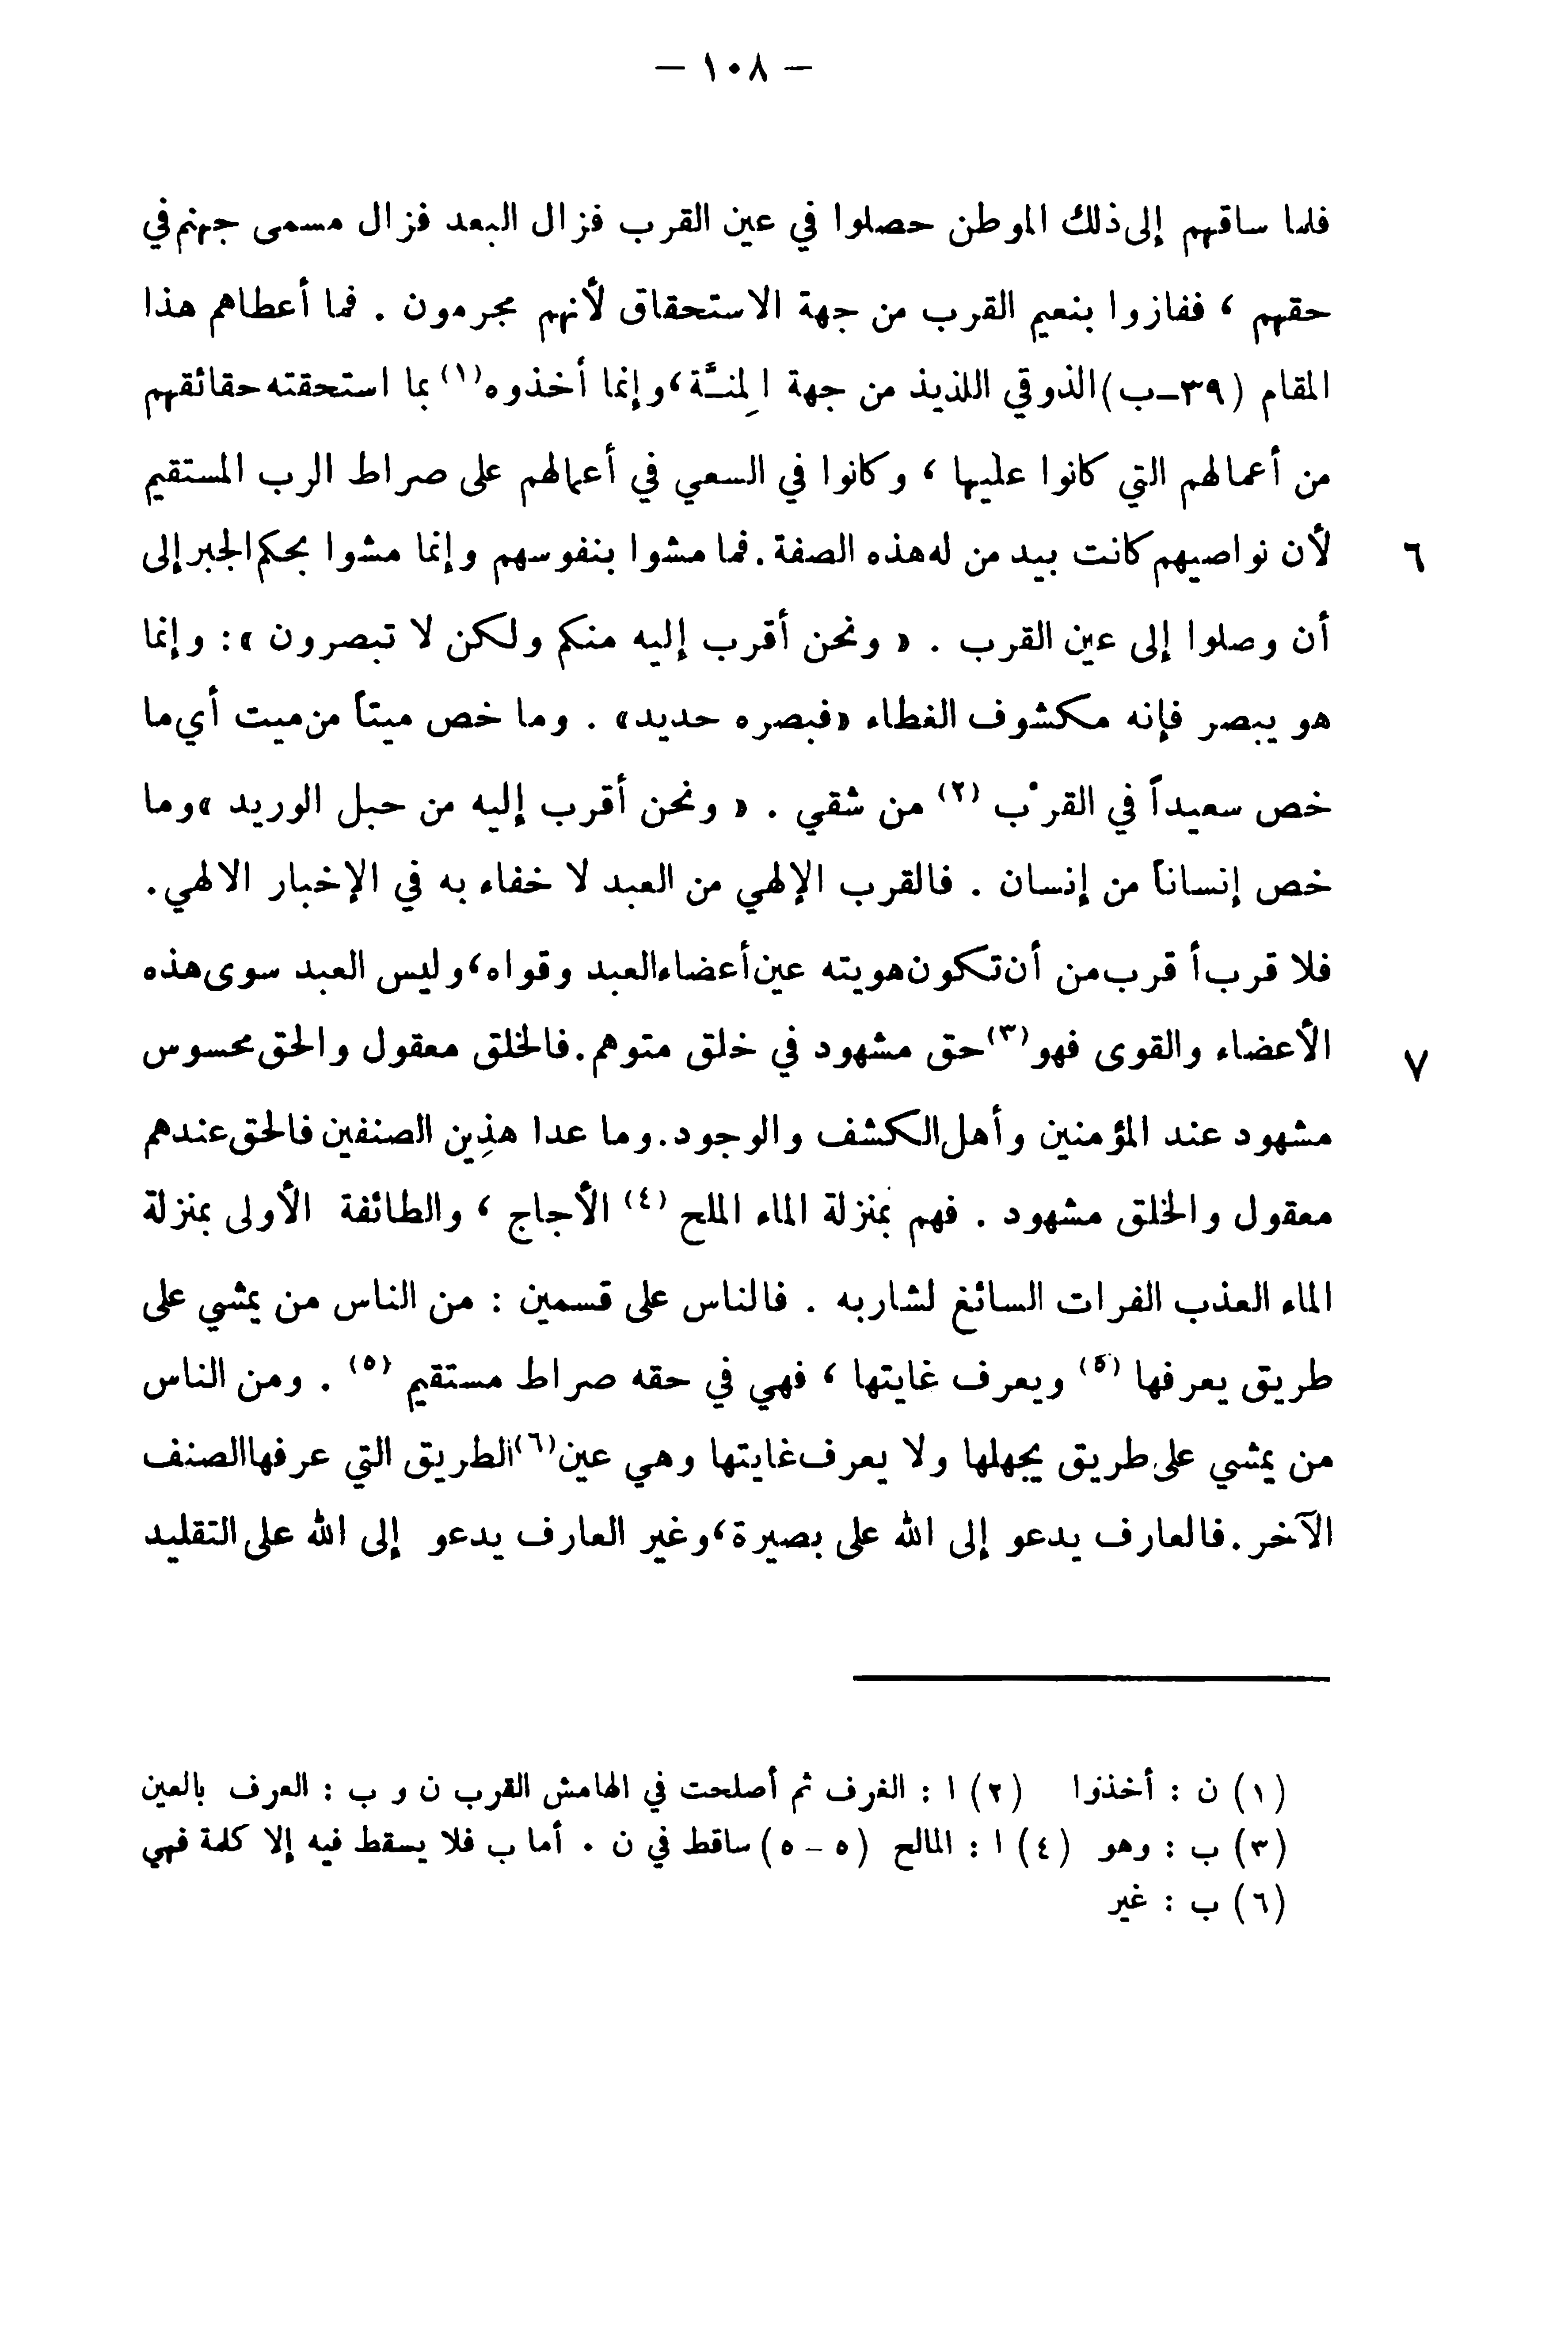 – ١٠٨ –
فلما ساقهم إلى ذلك الموطن حصلوا في عين القرب فزال البعد فزال مسمى جهنم في
حقهم ، ففازوا بنعيم القرب من جهة الاستحقاق لأنهم مجرمون . فما أعطاهم هذا
المقام (٣٩–ب) الذوقي اللذيذ من جهة المِنَّة، وإنما أخذوه(١) بما استحقته حقائقهم
من أعمالهم التي كانوا عليها ، وكانوا في السعي في أعمالهم على صراط الرب المستقيم
لأن نواصيهم كانت بيد من له هذه الصفة. فما مشوا بنفوسهم وإنما مشوا بحكم الجبر إلى ٦
أن وصلوا إلى عين القرب . « ونحن أقرب إليه منكم ولكن لا تبصرون »: وإنما
هو يبصر فإنه مكشوف الغطاء «فبصره حديد» . وما خص ميتاً من ميت أي ما
خص سعيداً في القرْب (٢) من شقي . « ونحن أقرب إليه من حبل الوريد » وما
خص إنساناً من إنسان . فالقرب الإلهي من العبد لا خفاء به في الإخبار الالهي.
فلا قرب أقرب من أن تكون هويته عين أعضاء العبد وقواه، وليس العبد سوى هذه
الأعضاء والقوى فهو(٣) حق مشهود في خلق متوهم. فالخلق معقول والحق محسوس ٧
مشهود عند المؤمنين وأهل الكشف والوجود. وما عدا هذين الصنفين فالحق عندهم
معقول والخلق مشهود . فهم بمنزلة الماء الملح (٤) الأجاج ، والطائفة الأولى بمنزلة
الماء العذب الفرات السائغ لشاربه . فالناس على قسمين : من الناس من يمشي على
طريق يعرفها (٥) ويعرف غايتها ، فهي في حقه صراط مستقيم (٥) . ومن الناس
من يمشي على طريق يجهلها ولا يعرف غايتها وهي عين(٦) الطريق التي عرفها الصنف
الآخر. فالعارف يدعو إلى الله على بصيرة، وغير العارف يدعو إلى الله على التقليد
(١) ن : أخذوا (٢) ا : الغرف ثم أصلحت في الهامش القرب ن و ب : العرف بالعين
(٣) ب : وهو (٤) ا : المالح (٥ – ٥) ساقط في ن . أما ب فلا يسقط فيه إلا كلمة فهي
(٦) ب : غير